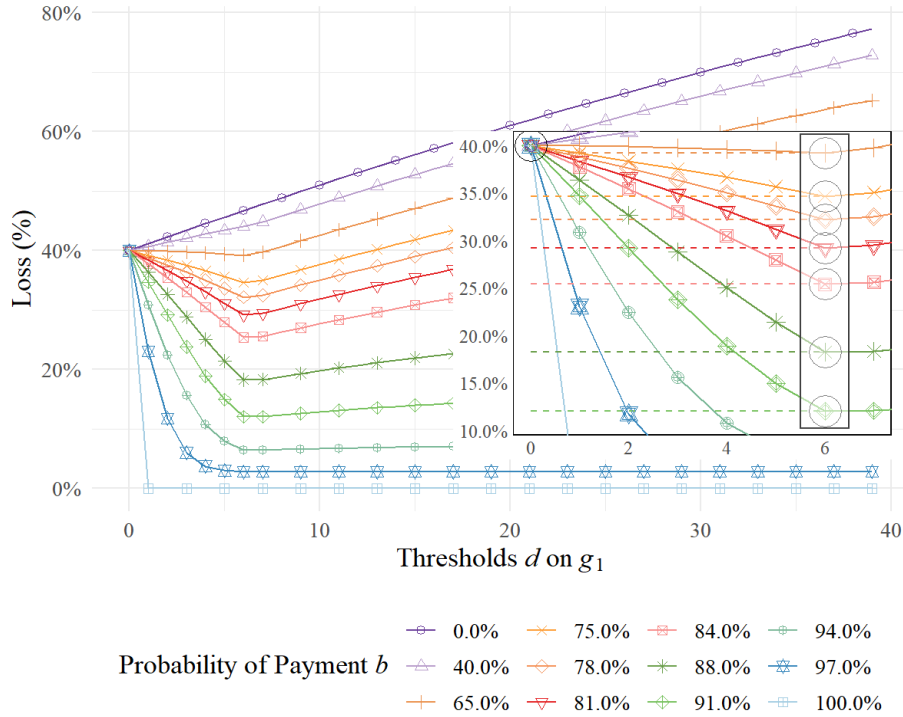 80%
60%
40%
20%
0%
Loss (%)
40.0%
35.0%
30.0%
25.0%
20.0%
15.0%
10.0%
0 2 4 6
0 10 20 30 40
Thresholds d on g1
Probability of Payment b
0.0% 75.0% 84.0% 94.0%
40.0% 78.0% 88.0% 97.0%
65.0% 81.0% 91.0% 100.0%